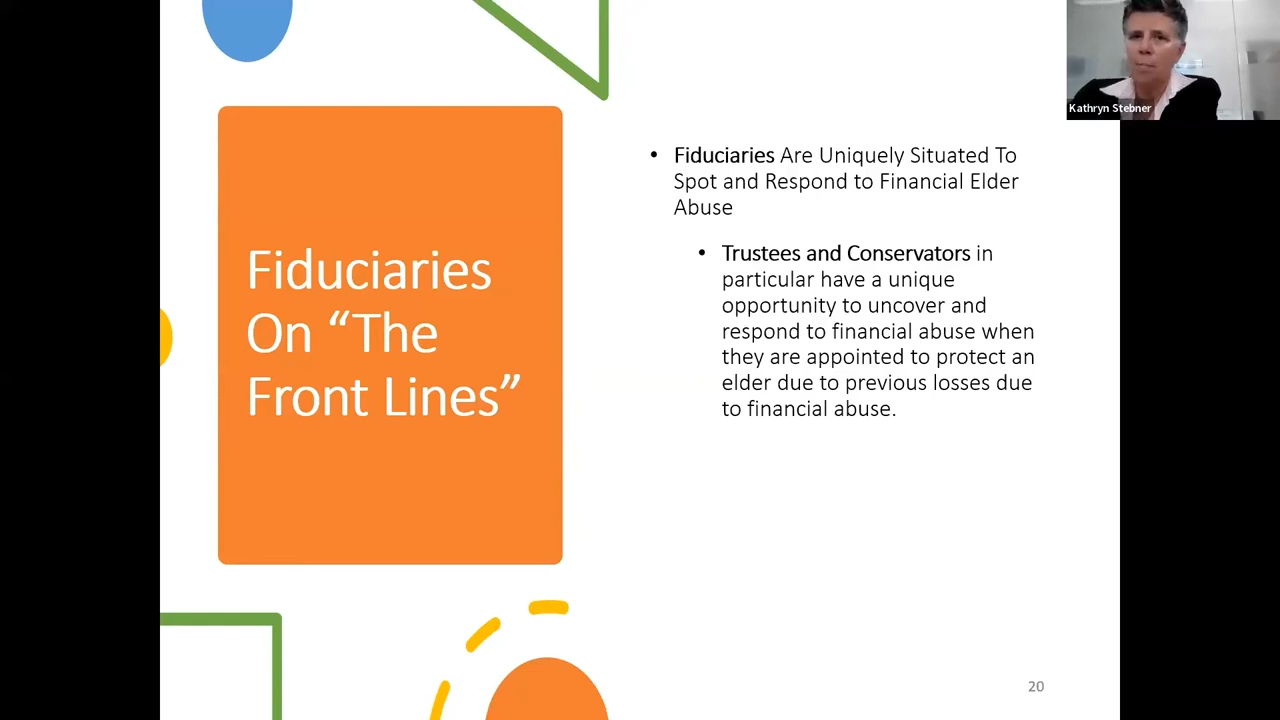 Kathryn Stebner
Fiduciaries
On “The
Front Lines”
• Fiduciaries Are Uniquely Situated To
Spot and Respond to Financial Elder
Abuse
• Trustees and Conservators in
particular have a unique
opportunity to uncover and
respond to financial abuse when
they are appointed to protect an
elder due to previous losses due
to financial abuse.
20